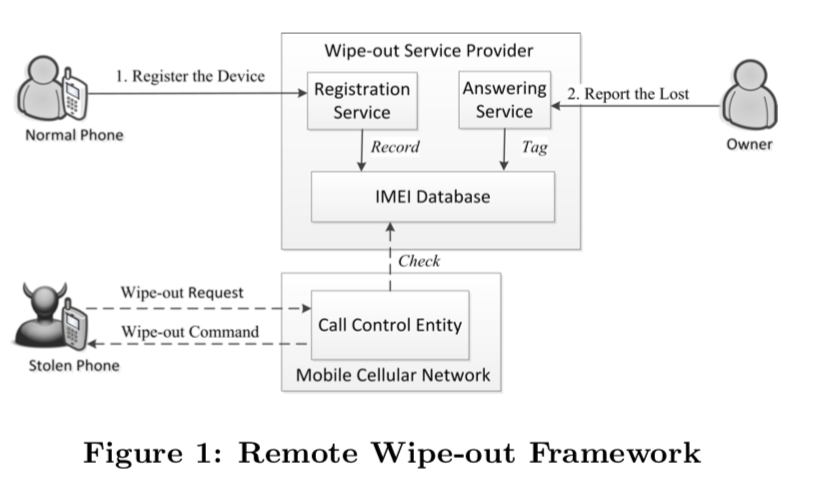 Wipe-out Service Provider
1. Register the Device
Registration
Service
Answering
Service
2. Report the Lost
Normal Phone
Owner
Record
Tag
IMEI Database
Check
Wipe-out Request
Wipe-out Command
Call Control Entity
Stolen Phone
Mobile Cellular Network
Figure 1: Remote Wipe-out Framework